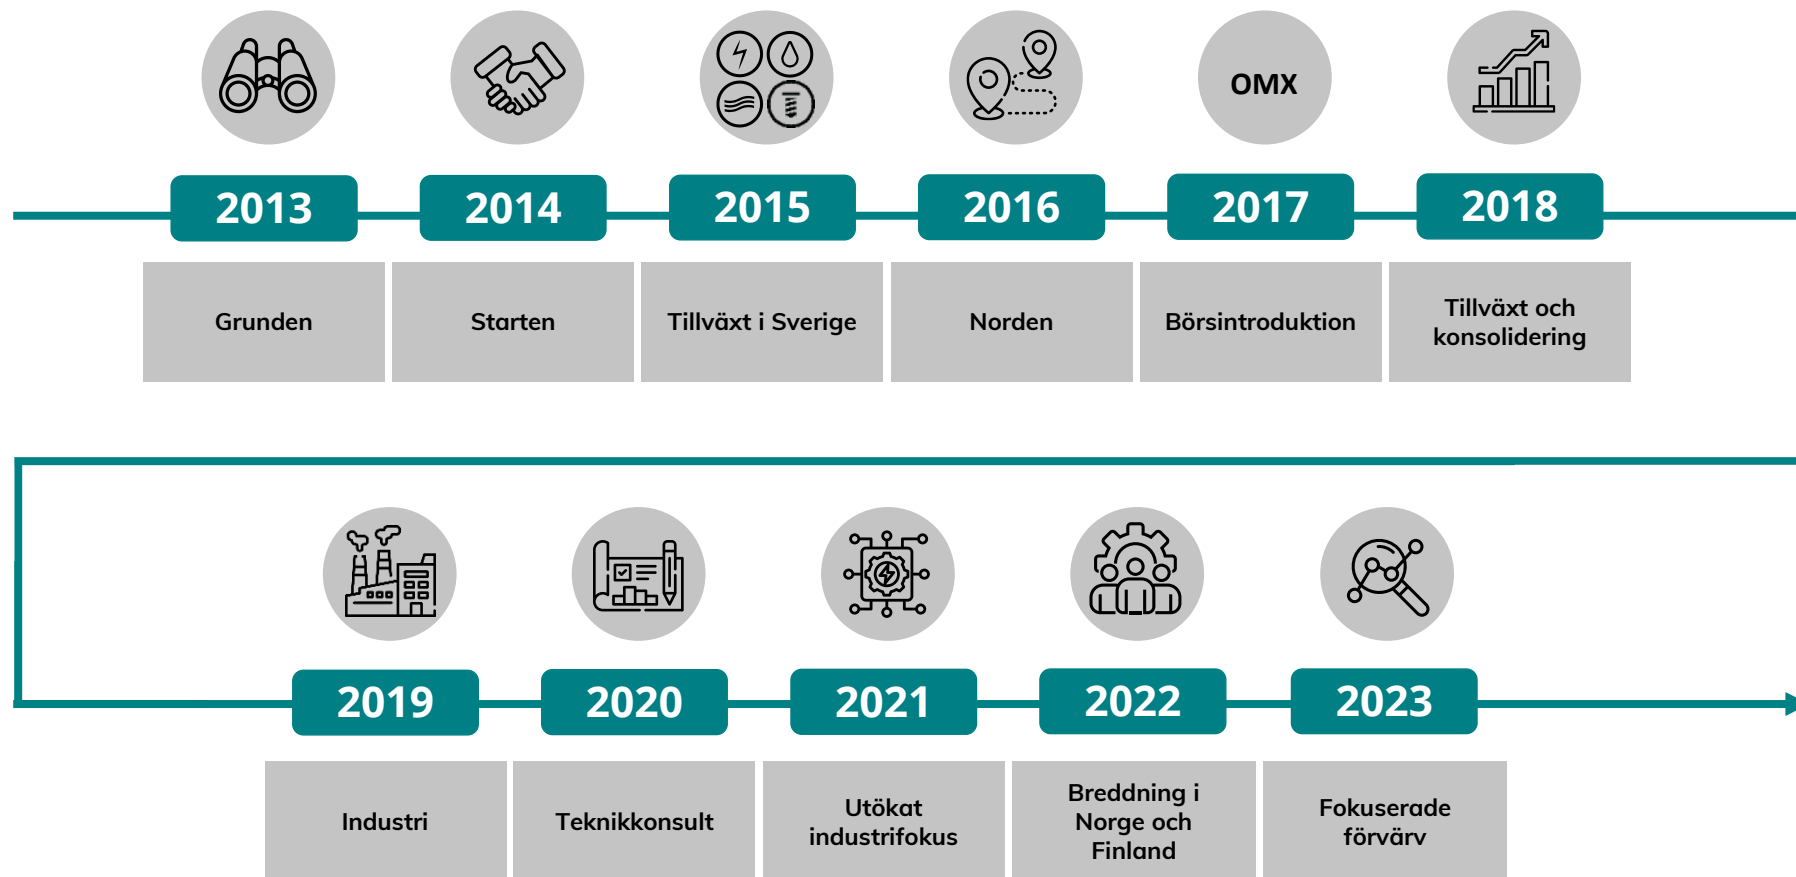 OMX
2013
2014
2015
2016
2017
2018
Grunden
Starten
Tillväxt i Sverige
Norden
Börsintroduktion
Tillväxt och
konsolidering
2019
2020
2021
2022
2023
Industri
Teknikkonsult
Utökat
industrifokus
Breddning i
Norge och
Finland
Fokuserade
förvärv